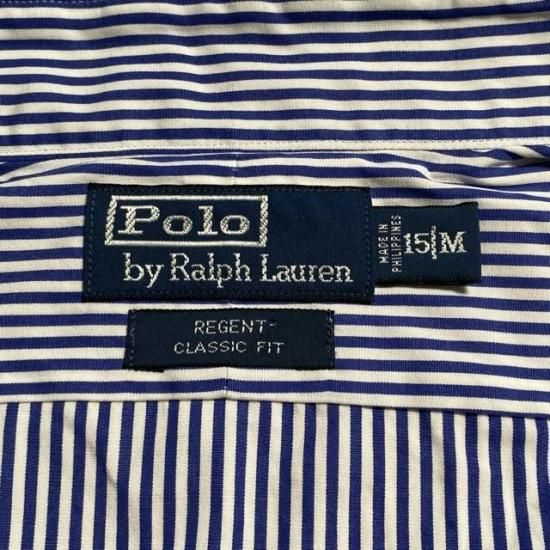 Polo
by Ralph Lauren
MADE IN
PHILIPPINES
15 M
REGENT-
CLASSIC FIT